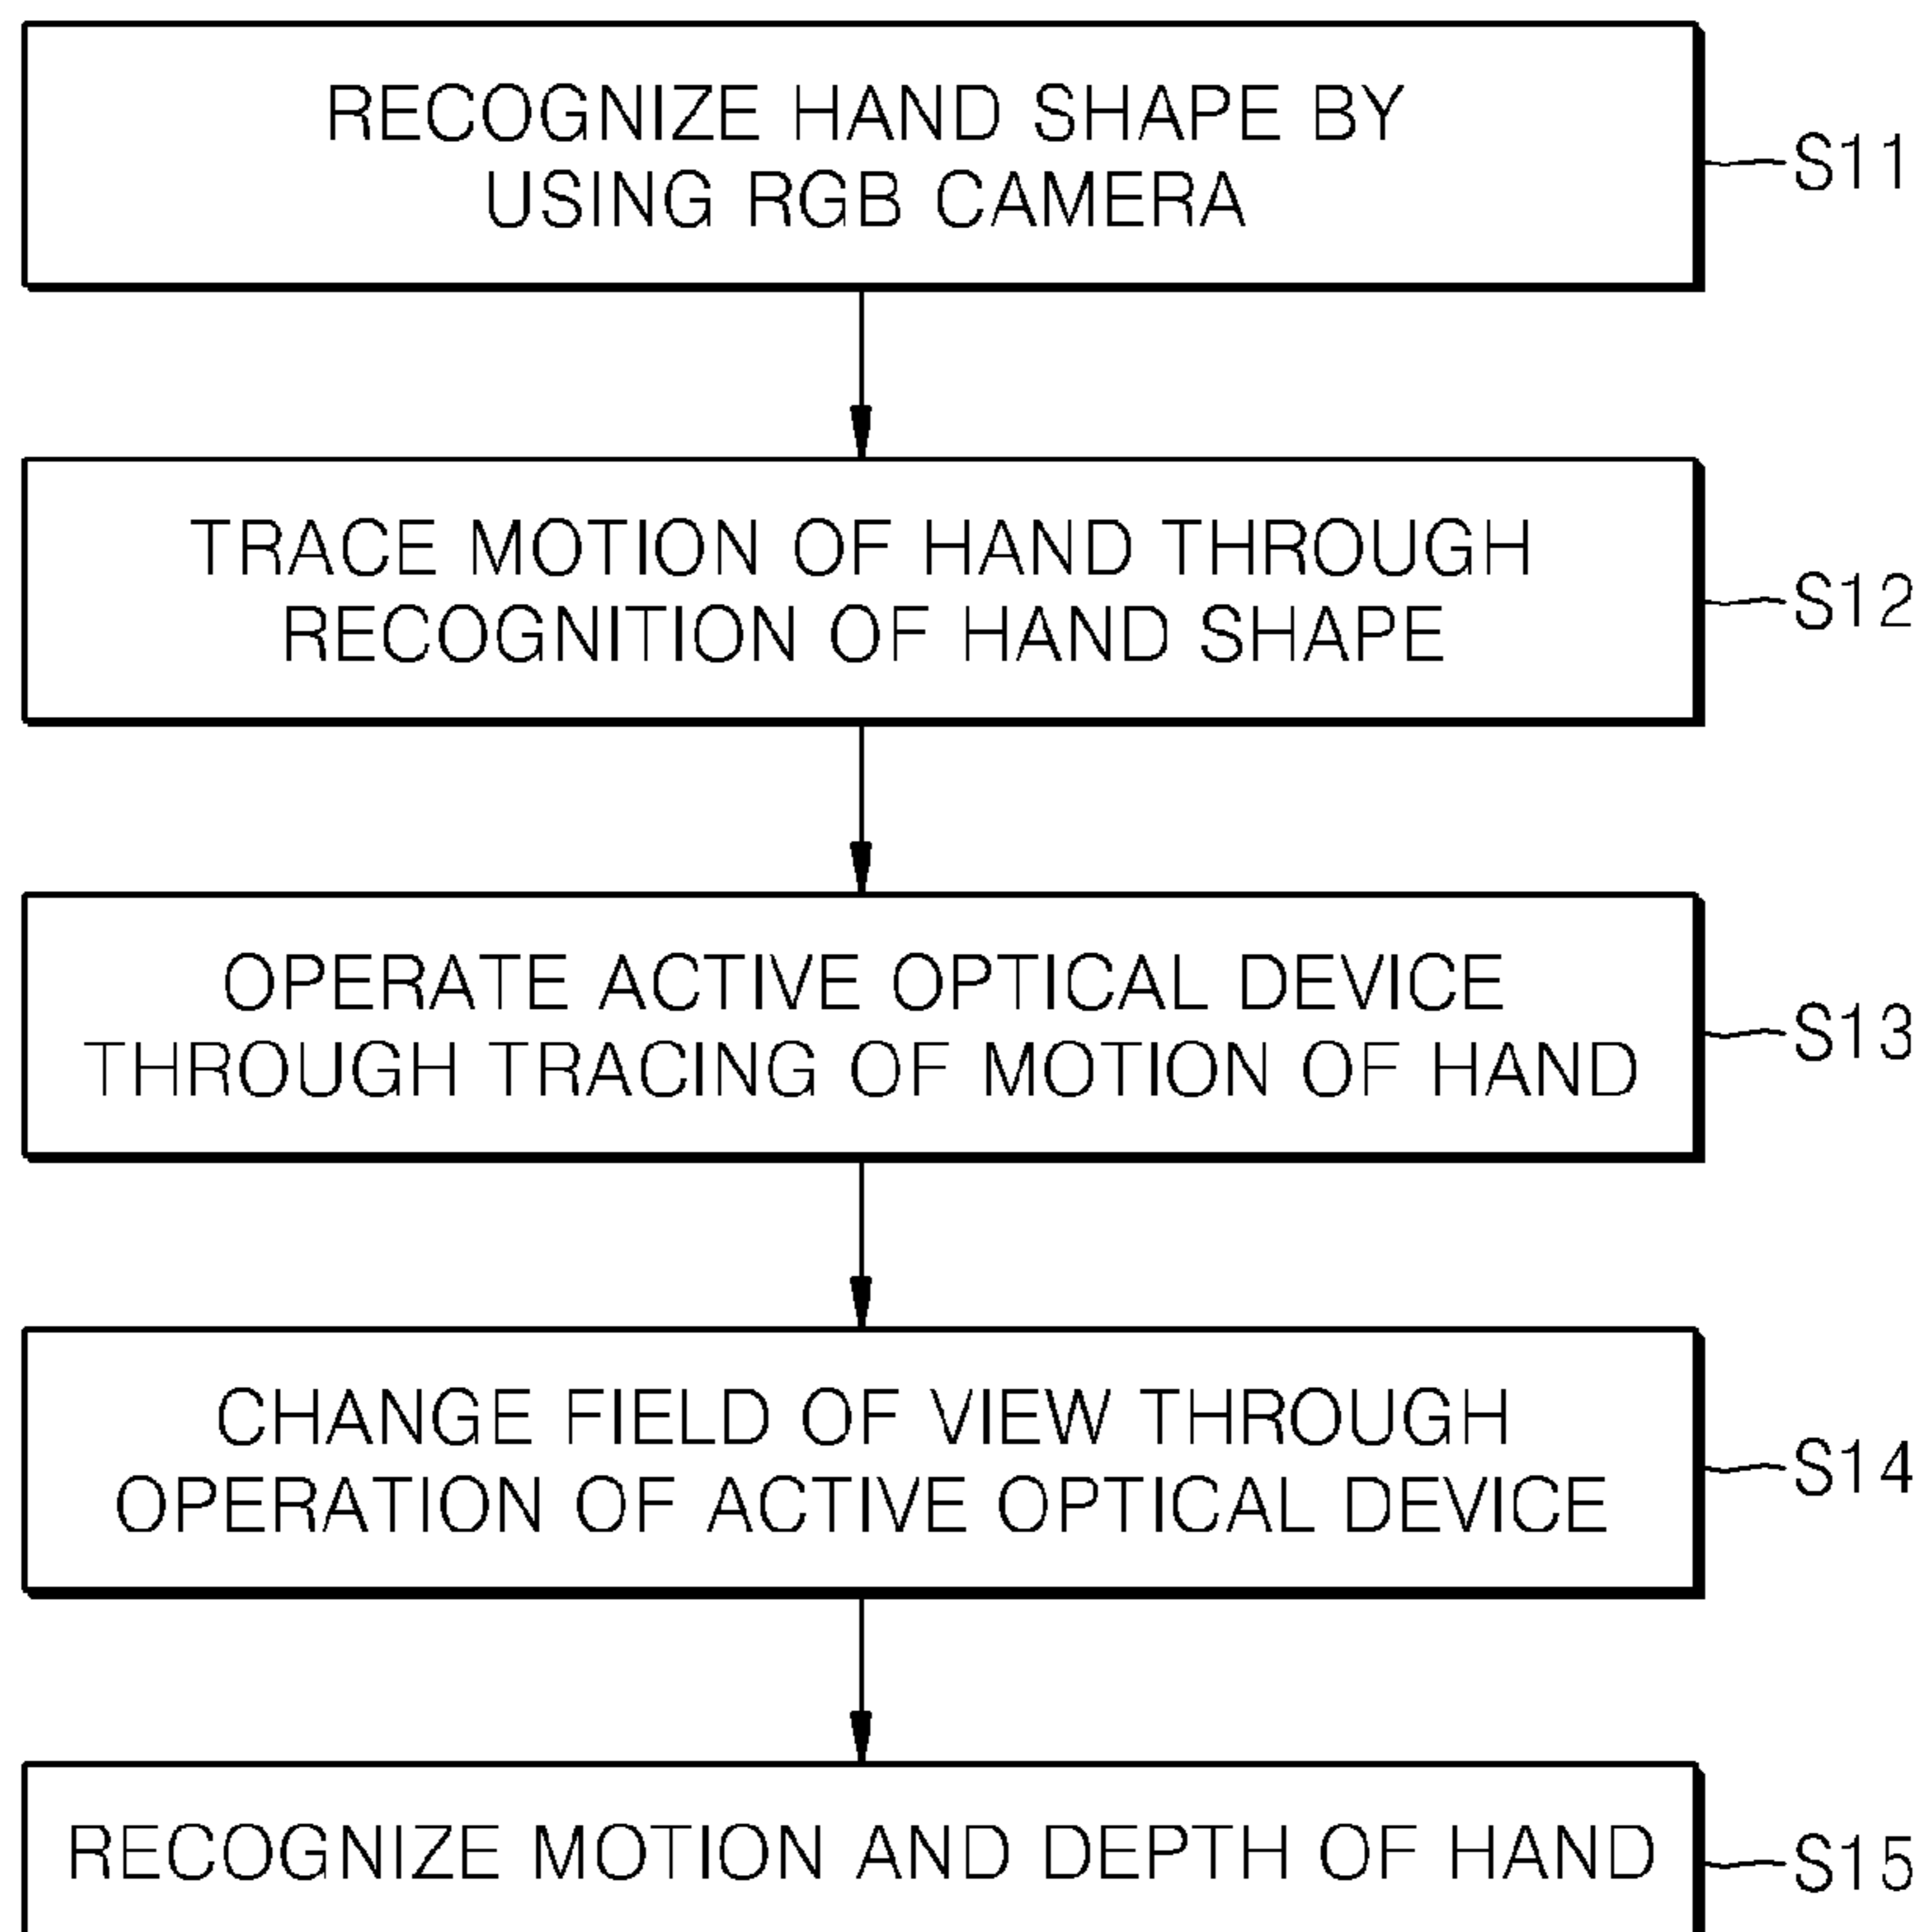 RECOGNIZE HAND SHAPE BY
USING RGB CAMERA
S11
TRACE MOTION OF HAND THROUGH
RECOGNITION OF HAND SHAPE
S12
OPERATE ACTIVE OPTICAL DEVICE
THROUGH TRACING OF MOTION OF HAND
S13
CHANGE FIELD OF VIEW THROUGH
OPERATION OF ACTIVE OPTICAL DEVICE
S14
RECOGNIZE MOTION AND DEPTH OF HAND
S15